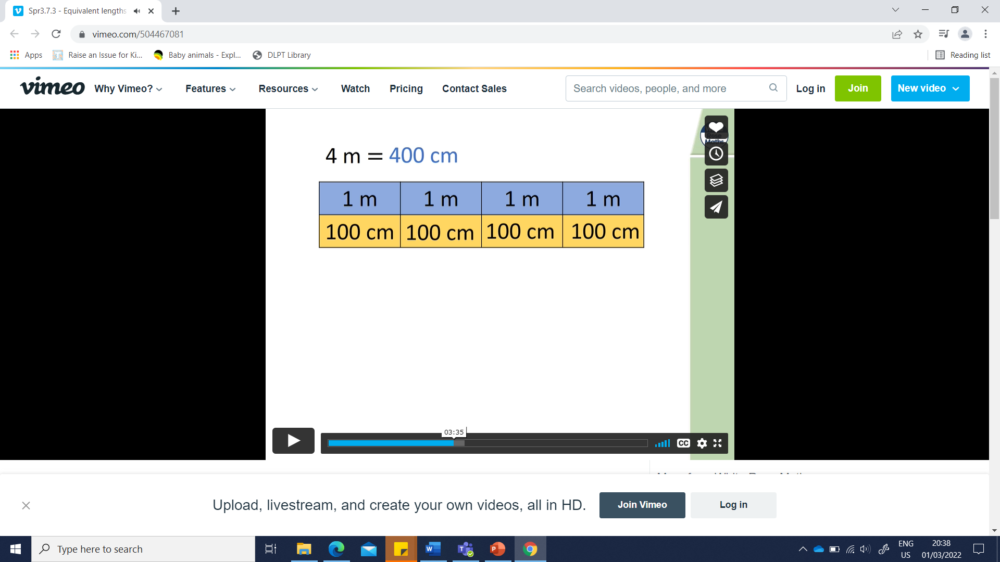 Spr3.7.3 - Equivalent lengths
vimeo.com/504467081
Apps
Raise an Issue for Ki...
Baby animals - Expl...
DLPT Library
Reading list
vimeo
Why Vimeo?
Features
Resources
Watch
Pricing
Contact Sales
Search videos, people, and more
Log in
Join
New video
Maths
4 m = 400 cm
1 m 1 m 1 m 1 m
100 cm 100 cm 100 cm 100 cm
03:35
CC
Upload, livestream, and create your own videos, all in HD.
Join Vimeo
Log in
Type here to search
ENG
US
20:38
01/03/2022